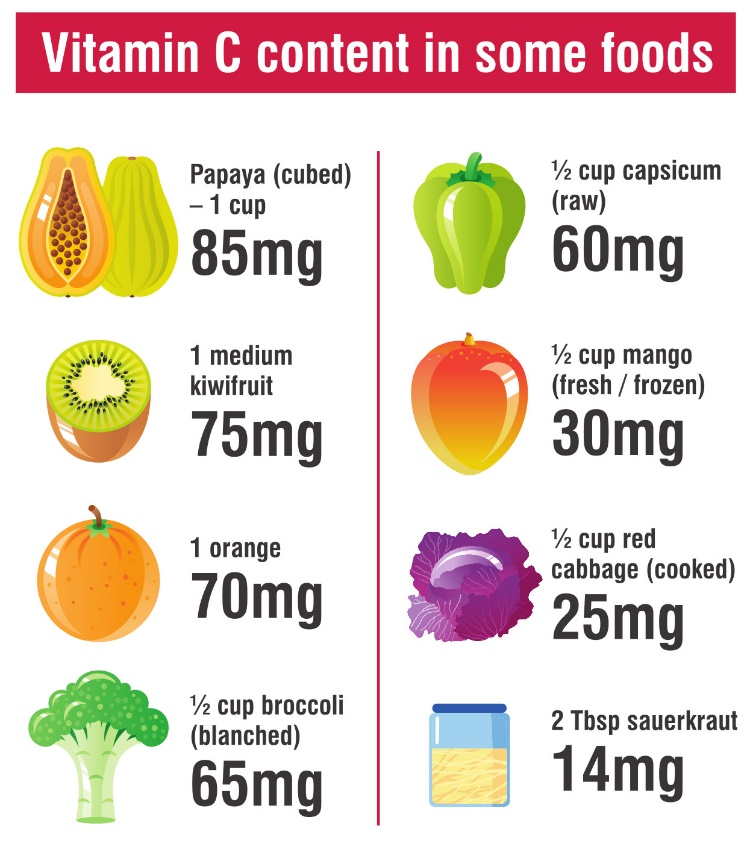 Vitamin C content in some foods
Papaya (cubed)
– 1 cup
85mg
1 medium
kiwifruit
75mg
1 orange
70mg
½ cup broccoli
(blanched)
65mg
½ cup capsicum
(raw)
60mg
½ cup mango
(fresh / frozen)
30mg
½ cup red
cabbage (cooked)
25mg
2 Tbsp sauerkraut
14mg